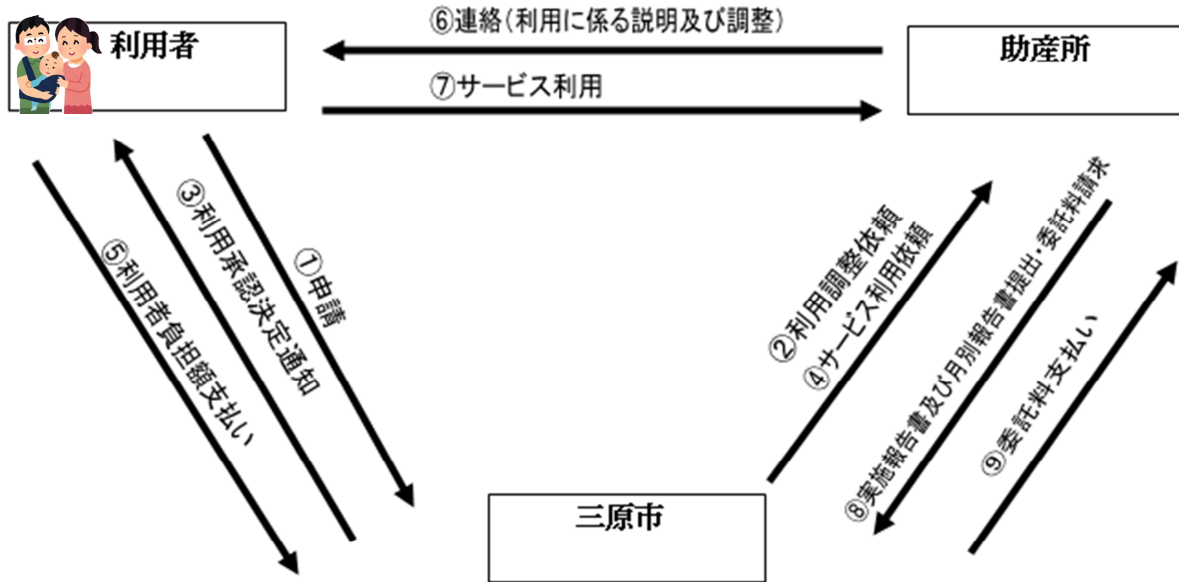 ⑥連絡(利用に係る説明及び調整)
利用者
助産所
⑦サービス利用
①申請
③利用承認決定通知
⑤利用者負担額支払い
②利用調整依頼
④サービス利用依頼
⑧実施報告書及び月別報告書提出・委託料請求
⑨委託料支払い
三原市